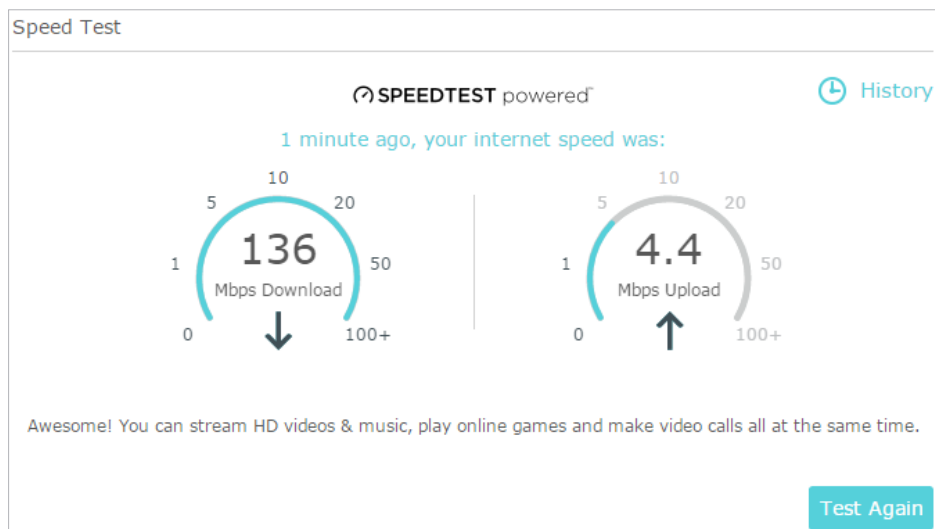 Speed Test
SPEEDTEST powered™
History
1 minute ago, your internet speed was:
10
5 20
136
1 50
Mbps Download
0 100+
10
5 20
4.4
1 50
Mbps Upload
0 100+
Awesome! You can stream HD videos & music, play online games and make video calls all at the same time.
Test Again